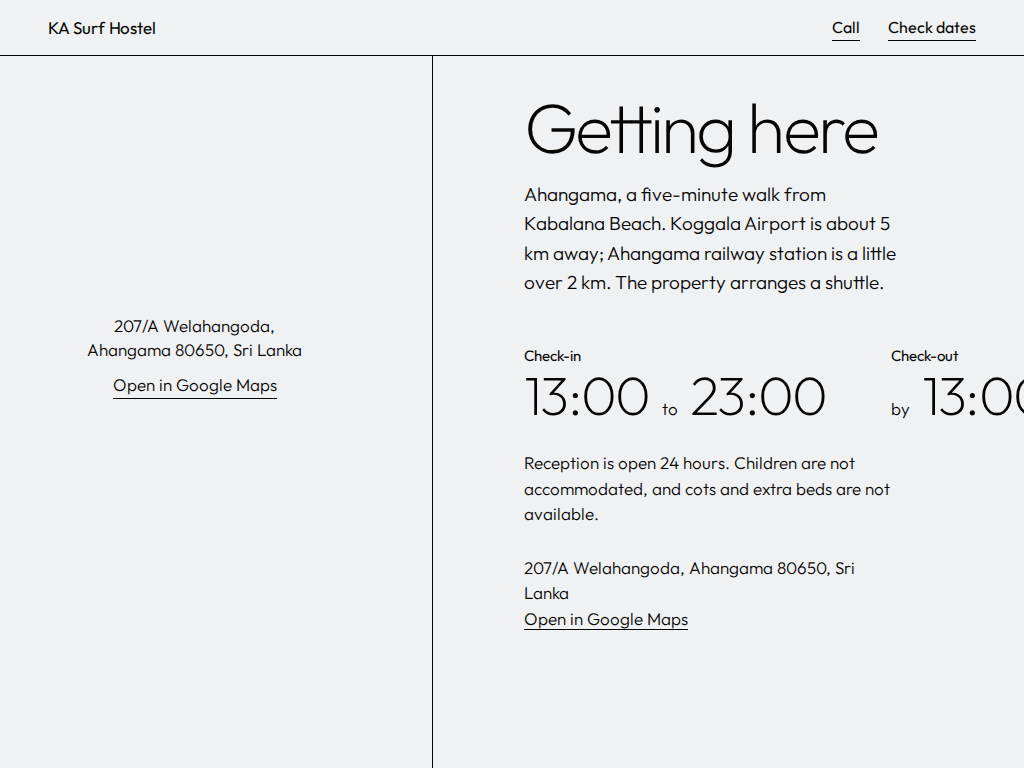 KA Surf Hostel
Call
Check dates
207/A Welahangoda,
Ahangama 80650, Sri Lanka
Open in Google Maps
Getting here
Ahangama, a five-minute walk from
Kabalana Beach. Koggala Airport is about 5
km away; Ahangama railway station is a little
over 2 km. The property arranges a shuttle.
Check-in
13:00 to 23:00
Check-out
by 13:00
Reception is open 24 hours. Children are not
accommodated, and cots and extra beds are not
available.
207/A Welahangoda, Ahangama 80650, Sri
Lanka
Open in Google Maps